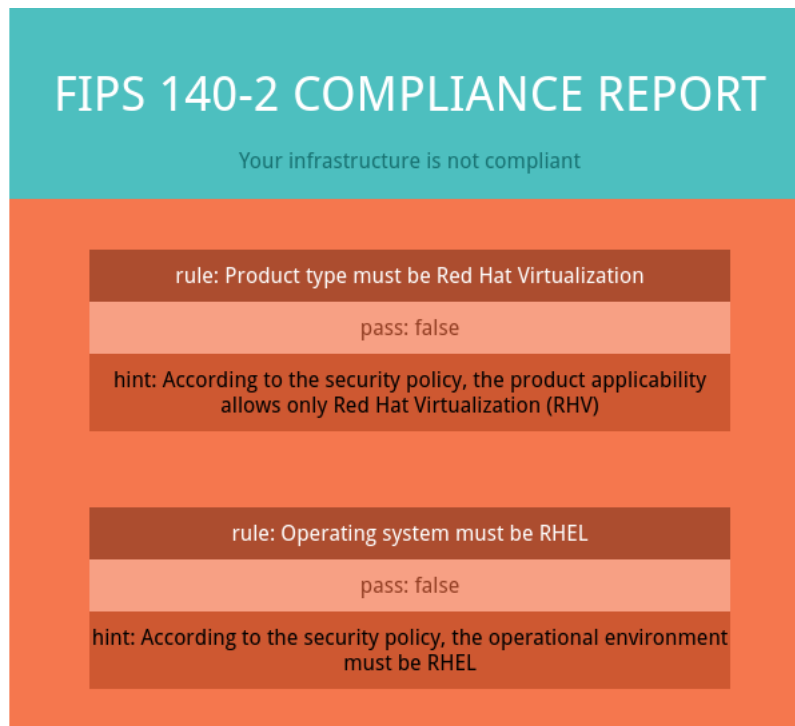 FIPS 140-2 COMPLIANCE REPORT
Your infrastructure is not compliant
rule: Product type must be Red Hat Virtualization
pass: false
hint: According to the security policy, the product applicability
allows only Red Hat Virtualization (RHV)
rule: Operating system must be RHEL
pass: false
hint: According to the security policy, the operational environment
must be RHEL